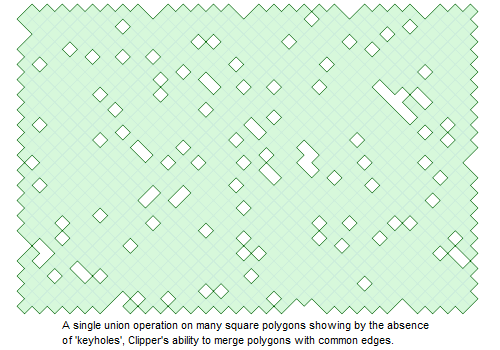 A single union operation on many square polygons showing by the absence
of 'keyholes', Clipper's ability to merge polygons with common edges.